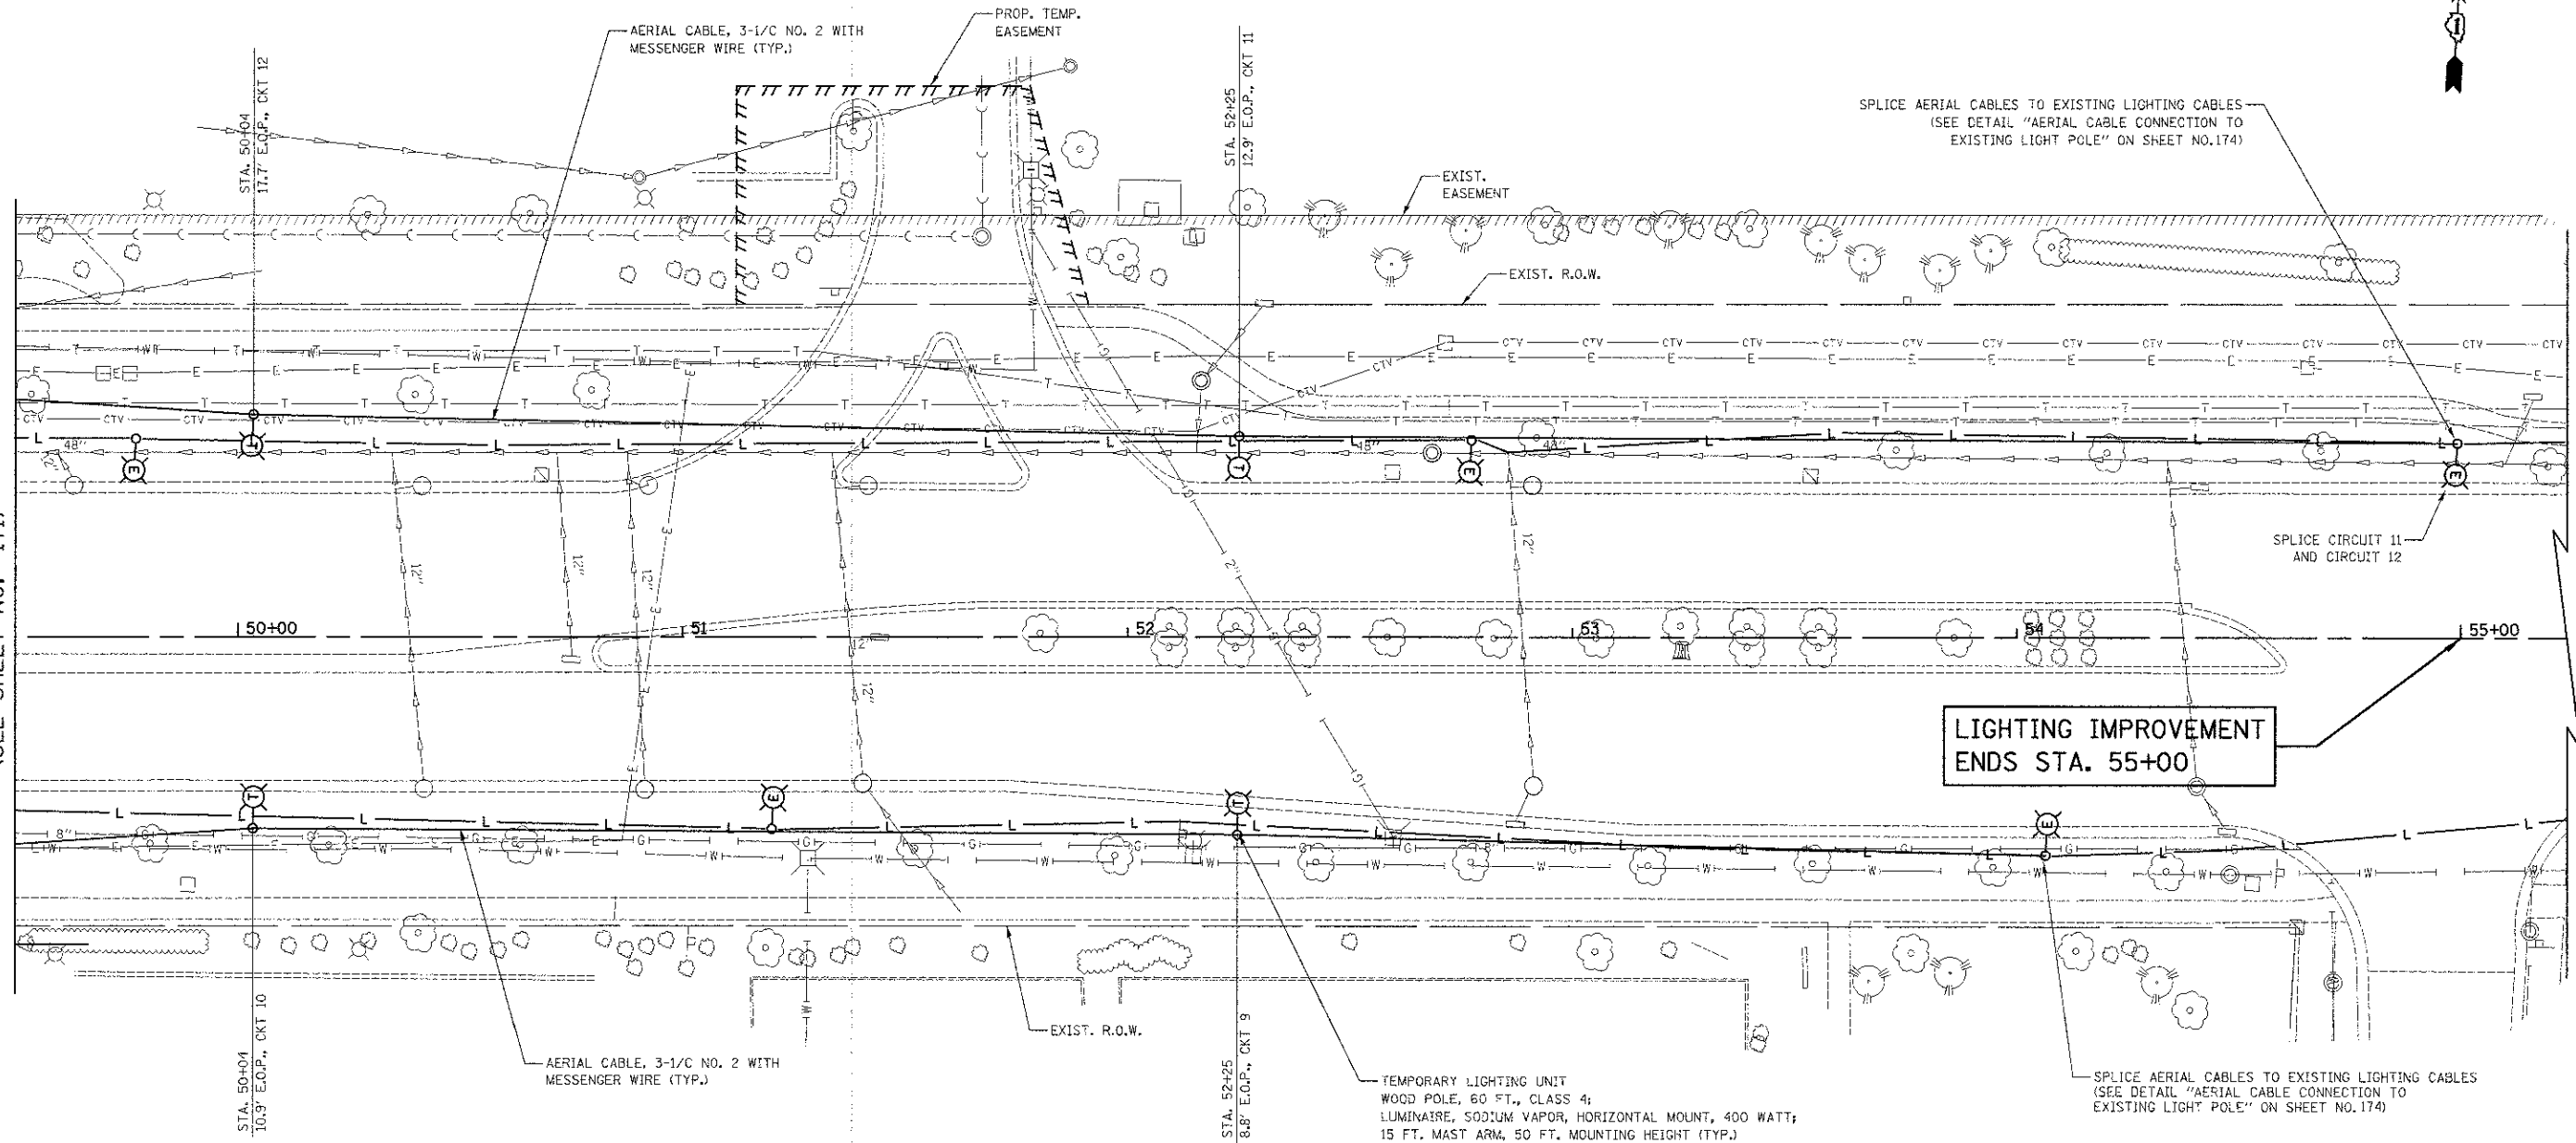 AERIAL CABLE, 3-1/C NO. 2 WITH
MESSENGER WIRE (TYP.)
PROP. TEMP.
EASEMENT
STA. 50+04
17.7' E.O.P., CKT 12
STA. 52+25
12.9' E.O.P., CKT 11
SPLICE AERIAL CABLES TO EXISTING LIGHTING CABLES
(SEE DETAIL "AERIAL CABLE CONNECTION TO
EXISTING LIGHT POLE" ON SHEET NO.174)
EXIST.
EASEMENT
EXIST. R.O.W.
SPLICE CIRCUIT 11
AND CIRCUIT 12
50+00
51
52
53
54
55+00
LIGHTING IMPROVEMENT
ENDS STA. 55+00
EXIST. R.O.W.
STA. 50+04
10.9' E.O.P., CKT 10
AERIAL CABLE, 3-1/C NO. 2 WITH
MESSENGER WIRE (TYP.)
STA. 52+25
8.8' E.O.P., CKT 9
TEMPORARY LIGHTING UNIT
WOOD POLE, 60 FT., CLASS 4;
LUMINAIRE, SODIUM VAPOR, HORIZONTAL MOUNT, 400 WATT;
15 FT. MAST ARM, 50 FT. MOUNTING HEIGHT (TYP.)
SPLICE AERIAL CABLES TO EXISTING LIGHTING CABLES
(SEE DETAIL "AERIAL CABLE CONNECTION TO
EXISTING LIGHT POLE" ON SHEET NO.174)